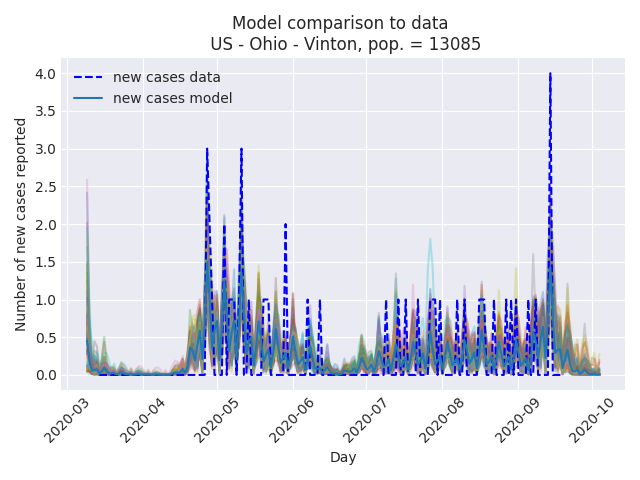 Model comparison to data
US - Ohio - Vinton, pop. = 13085
new cases data
new cases model
Number of new cases reported
4.0
3.5
3.0
2.5
2.0
1.5
1.0
0.5
0.0
2020-03
2020-04
2020-05
2020-06
2020-07
2020-08
2020-09
2020-10
Day